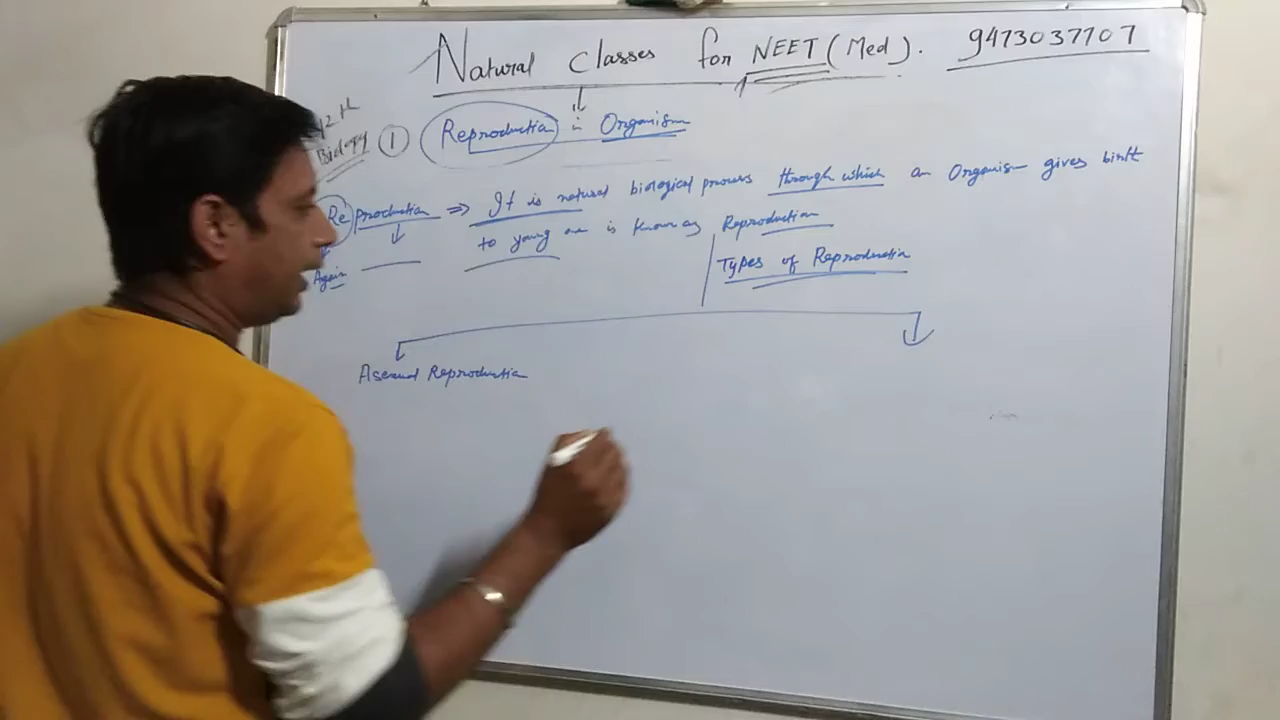 Natural Classes for NEET (Med). 9473037707
12th
Biology ① Reproduction in Organism
Reproduction ⇒ It is natural biological process through which an Organism gives birth
to young one is known as Reproduction
Again
Types of Reproduction
Asexual Reproduction